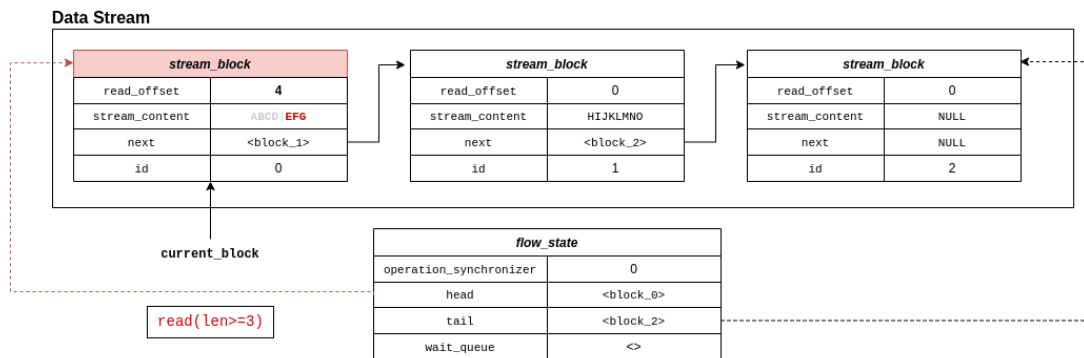 Data Stream
stream_block
read_offset 4
stream_content ABCD|EFG
next <block_1>
id 0
stream_block
read_offset 0
stream_content HIJKLMNO
next <block_2>
id 1
stream_block
read_offset 0
stream_content NULL
next NULL
id 2
current_block
read(len>=3)
flow_state
operation_synchronizer 0
head <block_0>
tail <block_2>
wait_queue <>